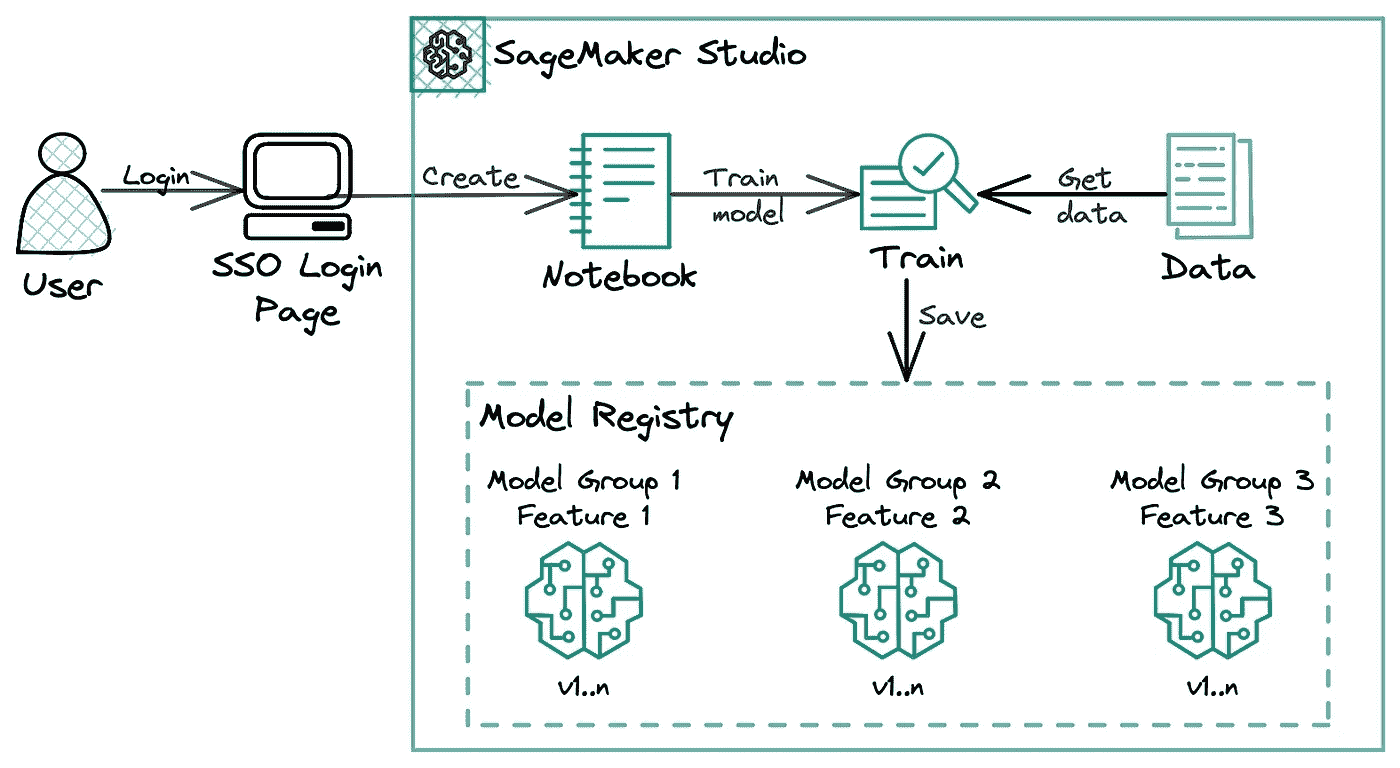 SageMaker Studio
Login
Create
Train
model
Get
data
User
SSO Login
Page
Notebook
Train
Data
Save
Model Registry
Model Group 1
Feature 1
Model Group 2
Feature 2
Model Group 3
Feature 3
v1..n
v1..n
v1..n